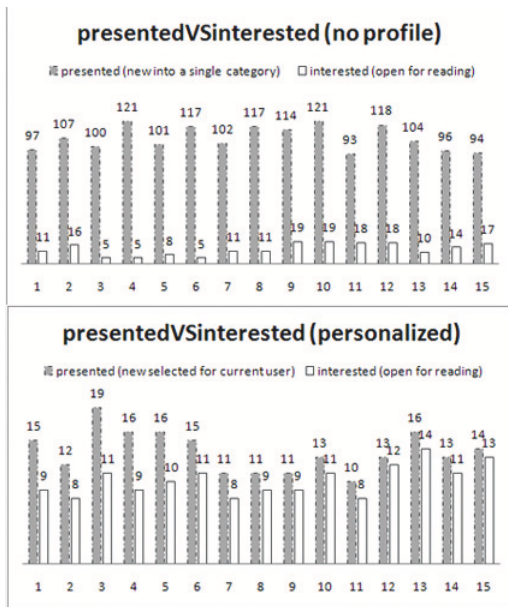 presentedVSinterested (no profile)
presented (new into a single category) interested (open for reading)
97 107 100 121 101 117 102 117 114 121 93 118 104 96 94
11 16 5 5 8 5 11 11 19 19 18 18 10 14 17
1 2 3 4 5 6 7 8 9 10 11 12 13 14 15
presentedVSinterested (personalized)
presented (new selected for current user) interested (open for reading)
15 12 19 16 16 15 11 11 11 13 10 13 16 13 14
9 8 11 9 10 11 8 9 9 11 8 12 14 11 13
1 2 3 4 5 6 7 8 9 10 11 12 13 14 15